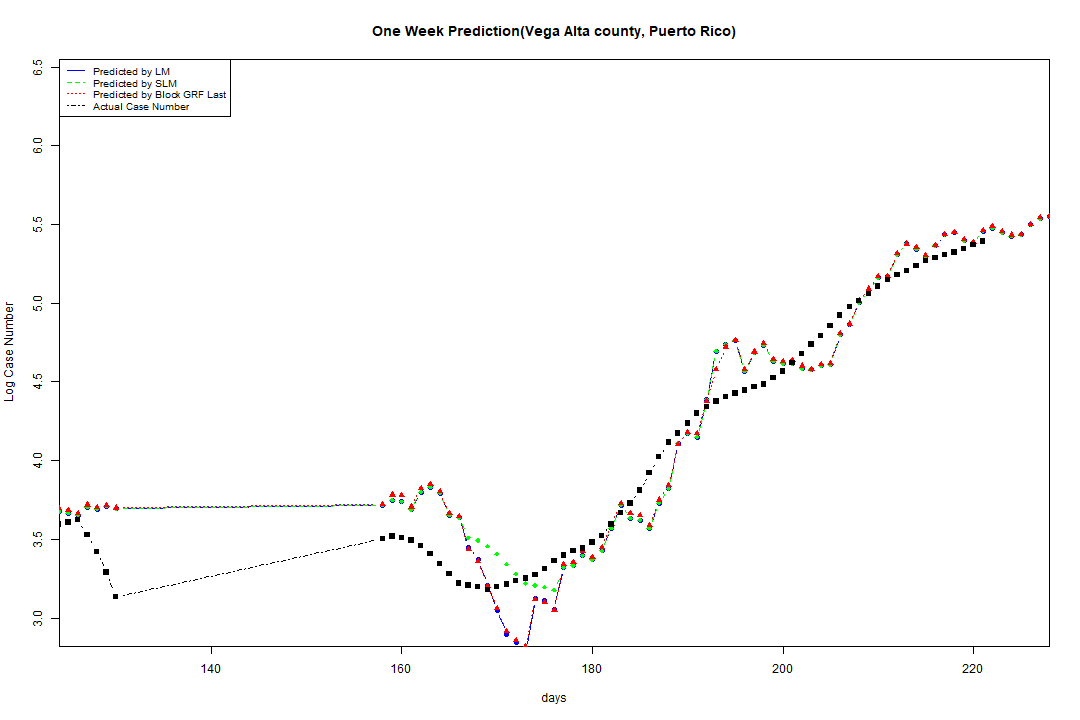 One Week Prediction(Vega Alta county, Puerto Rico)
Predicted by LM
Predicted by SLM
Predicted by Block GRF Last
Actual Case Number
Log Case Number
6.5
6.0
5.5
5.0
4.5
4.0
3.5
3.0
140 160 180 200 220
days